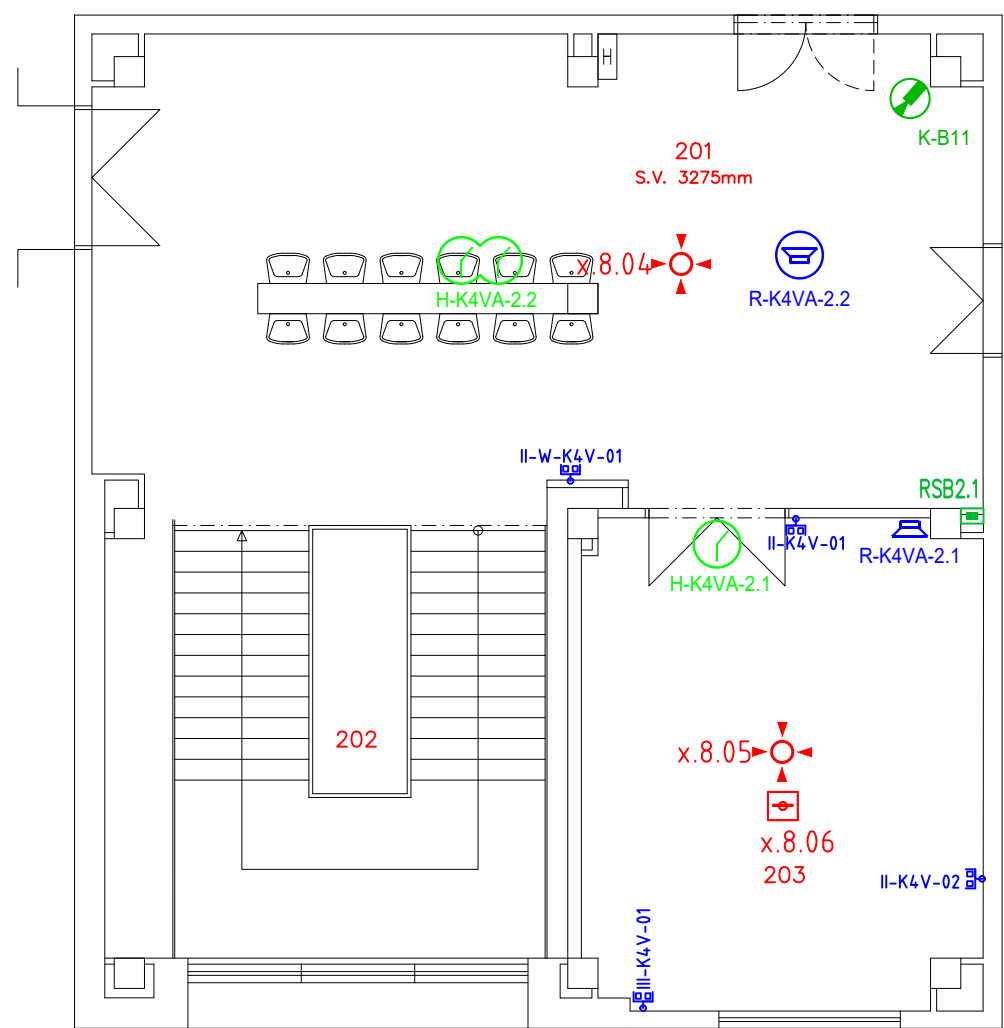 H
K-B11
201
S.V. 3275mm
x.8.04
H-K4VA-2.2
R-K4VA-2.2
II-W-K4V-01
RSB2.1
II-K4V-01
R-K4VA-2.1
H-K4VA-2.1
202
x.8.05
x.8.06
203
II-K4V-02
III-K4V-01